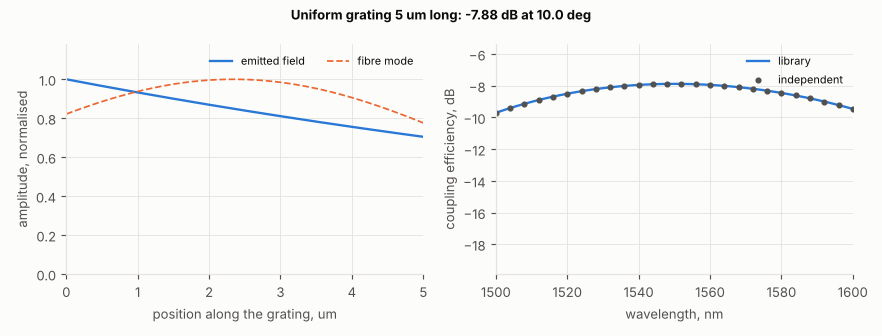 Uniform grating 5 um long: -7.88 dB at 10.0 deg
emitted field
fibre mode
amplitude, normalised
1.0
0.8
0.6
0.4
0.2
0.0
0 1 2 3 4 5
position along the grating, um
library
independent
coupling efficiency, dB
−6
−8
−10
−12
−14
−16
−18
1500 1520 1540 1560 1580 1600
wavelength, nm